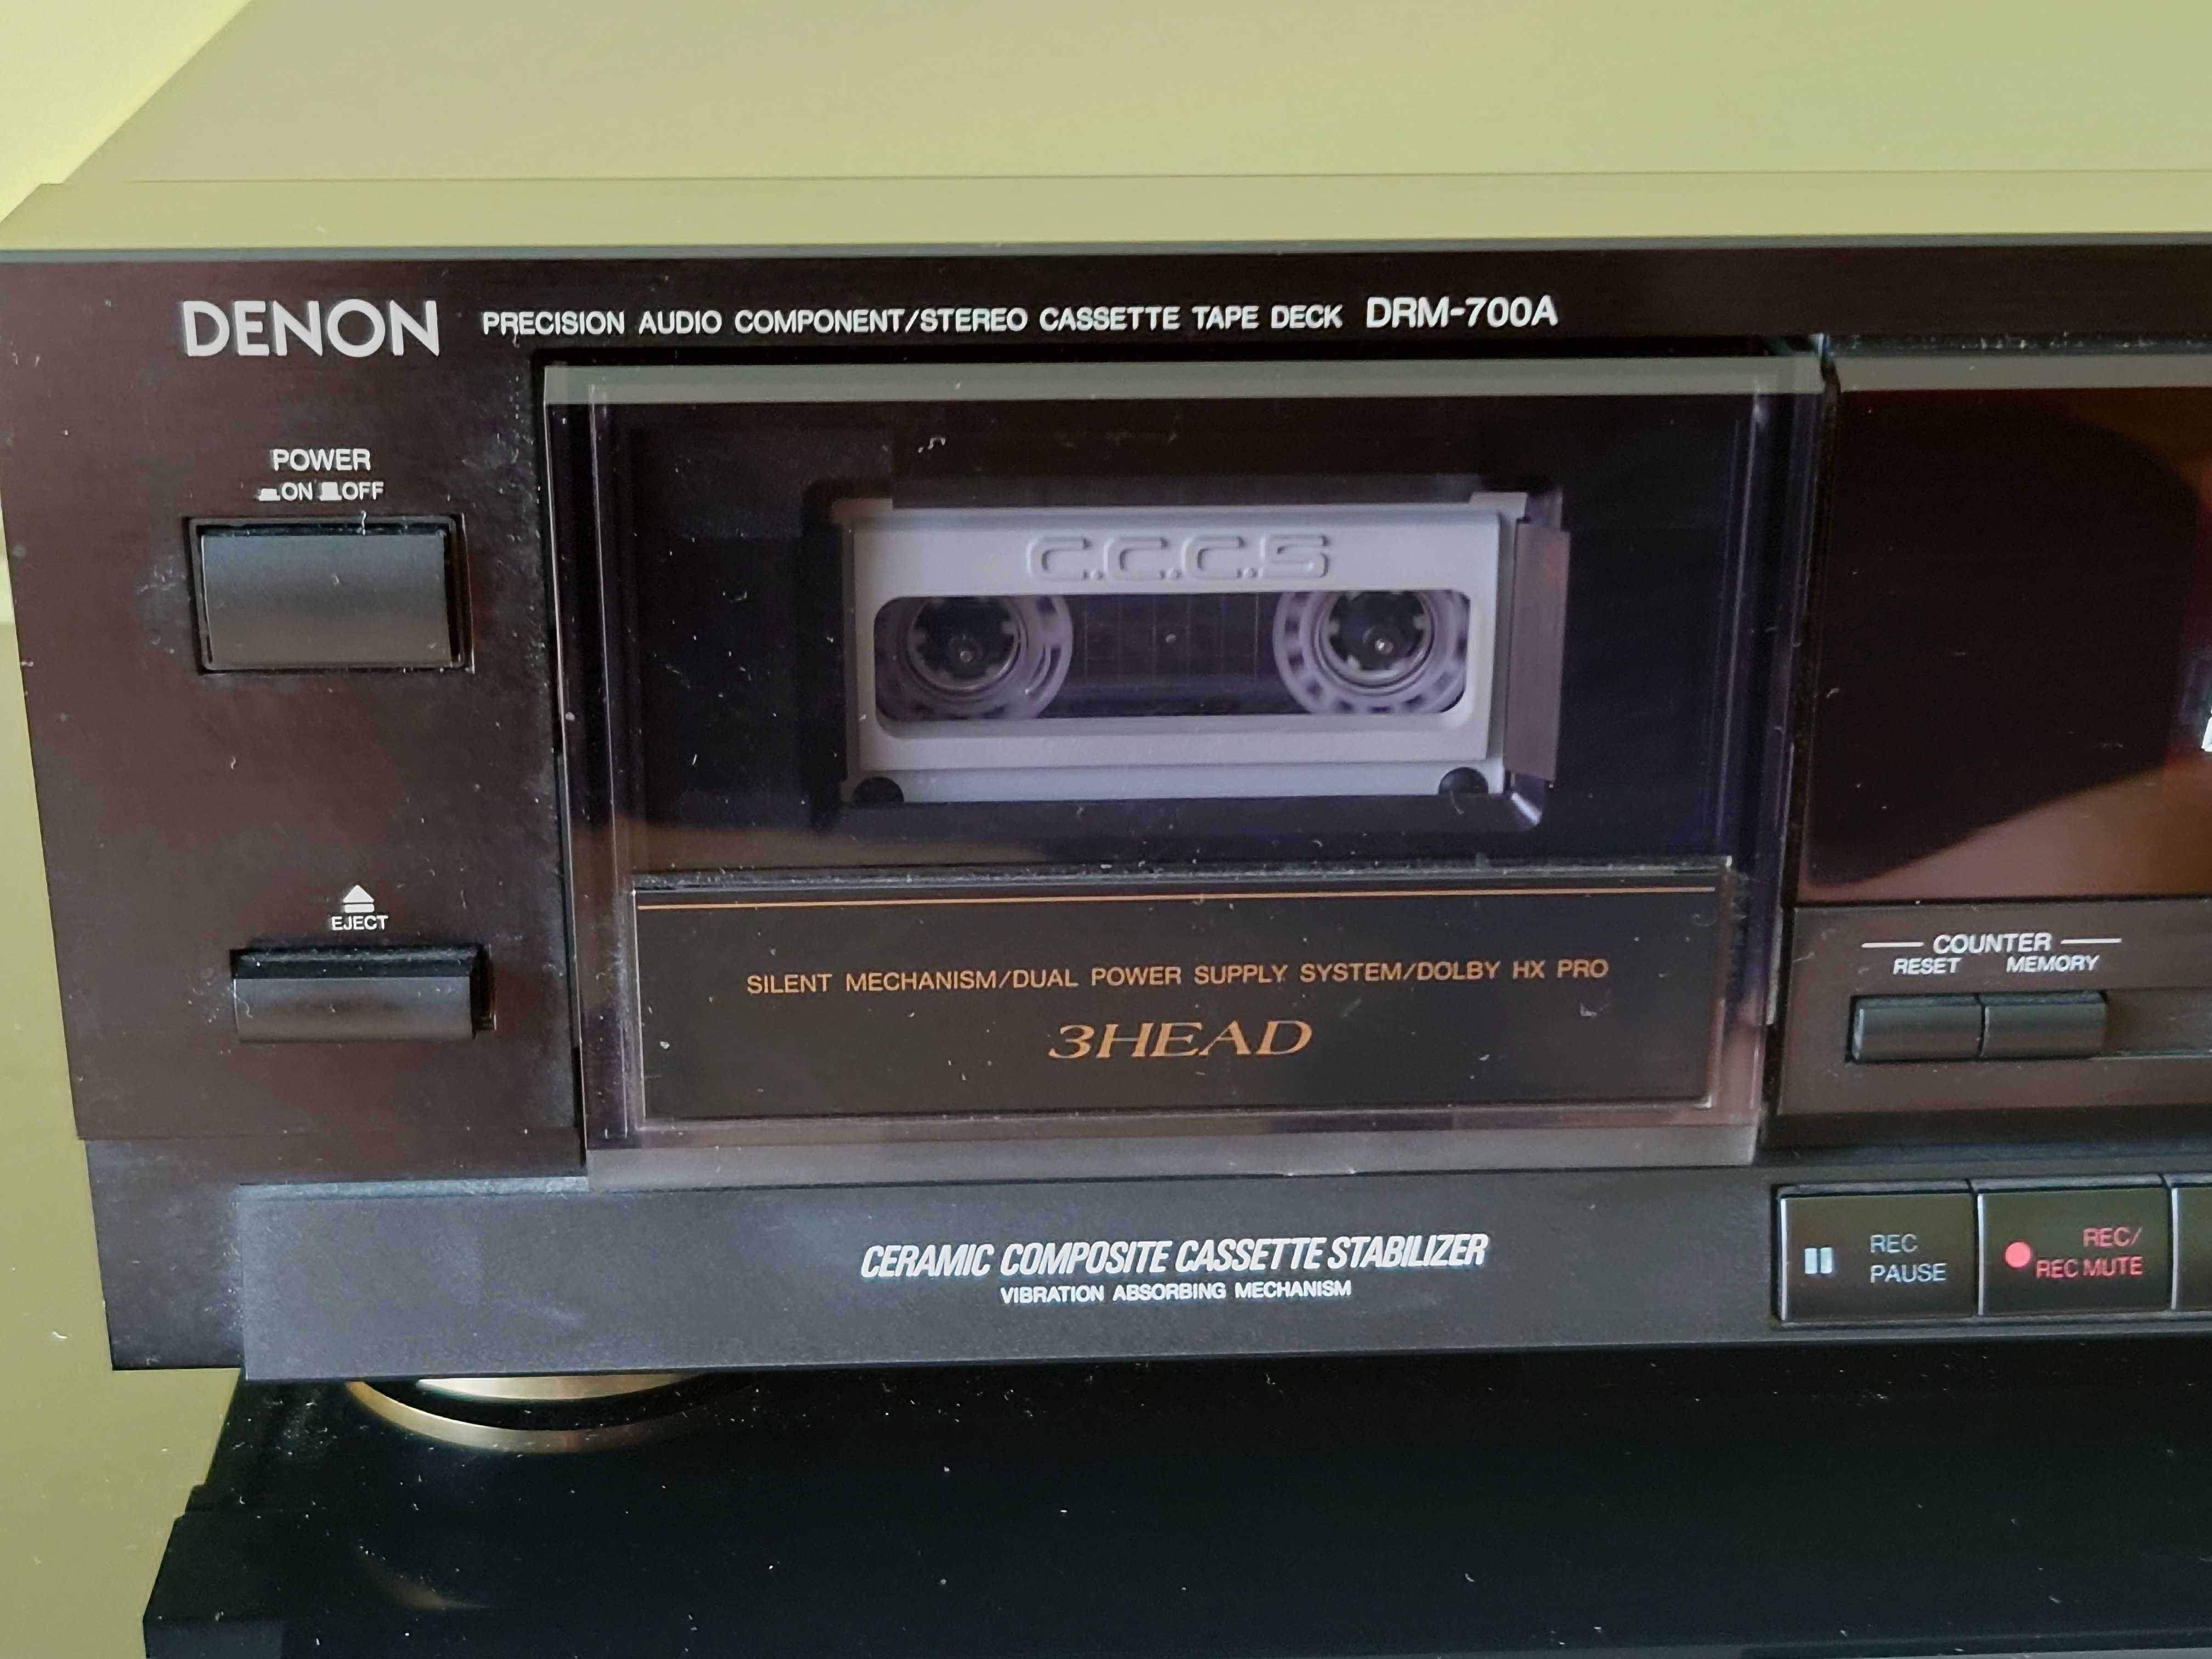 DENON PRECISION AUDIO COMPONENT/STEREO CASSETTE TAPE DECK DRM-700A
POWER
ON OFF
C.C.C.S
EJECT
SILENT MECHANISM/DUAL POWER SUPPLY SYSTEM/DOLBY HX PRO
3HEAD
COUNTER
RESET MEMORY
CERAMIC COMPOSITE CASSETTE STABILIZER
VIBRATION ABSORBING MECHANISM
REC
PAUSE
REC/
REC MUTE